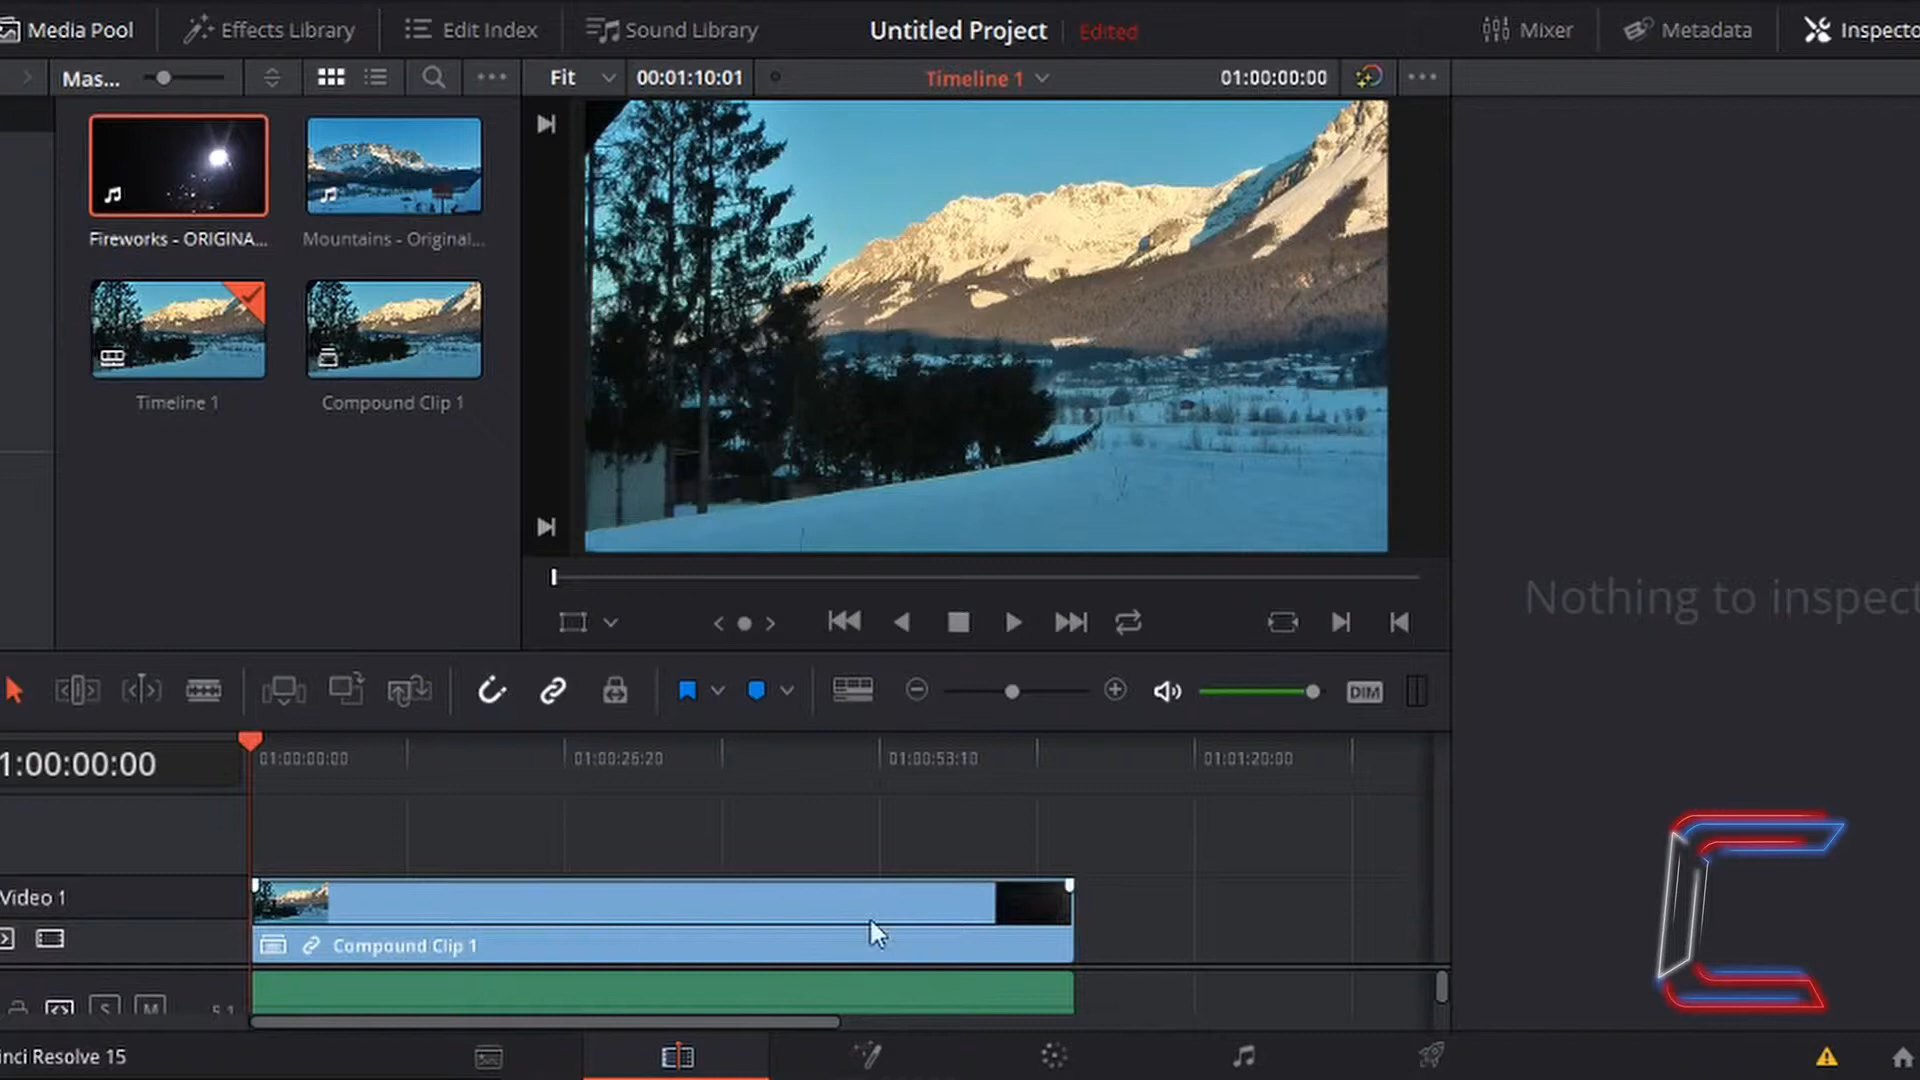 Media Pool
Effects Library
Edit Index
Sound Library
Untitled Project
Edited
Mixer
Metadata
Inspecto
Mas...
Fit
00:01:10:01
Timeline 1
01:00:00:00
Fireworks - ORIGINA...
Mountains - Original...
Timeline 1
Compound Clip 1
Nothing to inspect
DIM
1:00:00:00
01:00:00:00
01:00:26:20
01:00:53:10
01:01:20:00
Video 1
Compound Clip 1
S
M
5.1
inci Resolve 15